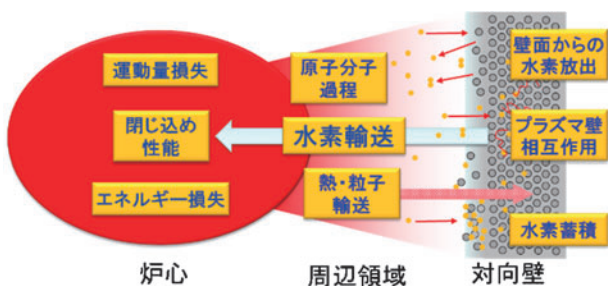 運動量損失
閉じ込め
性能
エネルギー損失
原子分子
過程
水素輸送
熱・粒子
輸送
壁面からの
水素放出
プラズマ壁
相互作用
水素蓄積
炉心
周辺領域
対向壁